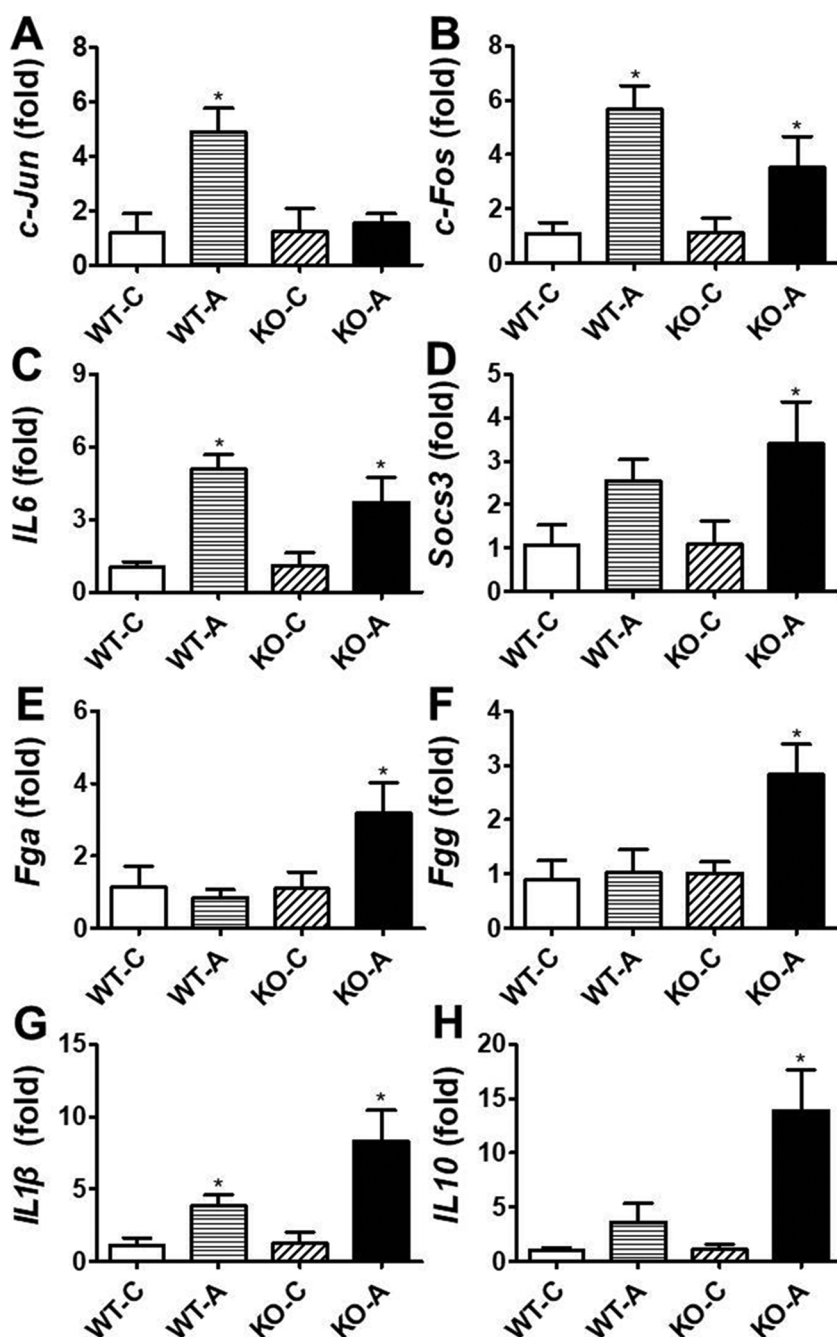 A
c-Jun (fold)
8
6
4
2
0
*
WT-C
WT-A
KO-C
KO-A
B
c-Fos (fold)
8
6
4
2
0
*
*
WT-C
WT-A
KO-C
KO-A
C
IL6 (fold)
9
6
3
0
*
*
WT-C
WT-A
KO-C
KO-A
D
Socs3 (fold)
5
4
3
2
1
0
*
WT-C
WT-A
KO-C
KO-A
E
Fga (fold)
6
4
2
0
*
WT-C
WT-A
KO-C
KO-A
F
Fgg (fold)
4
3
2
1
0
*
WT-C
WT-A
KO-C
KO-A
G
IL1β (fold)
15
10
5
0
*
*
WT-C
WT-A
KO-C
KO-A
H
IL10 (fold)
20
15
10
5
0
*
WT-C
WT-A
KO-C
KO-A